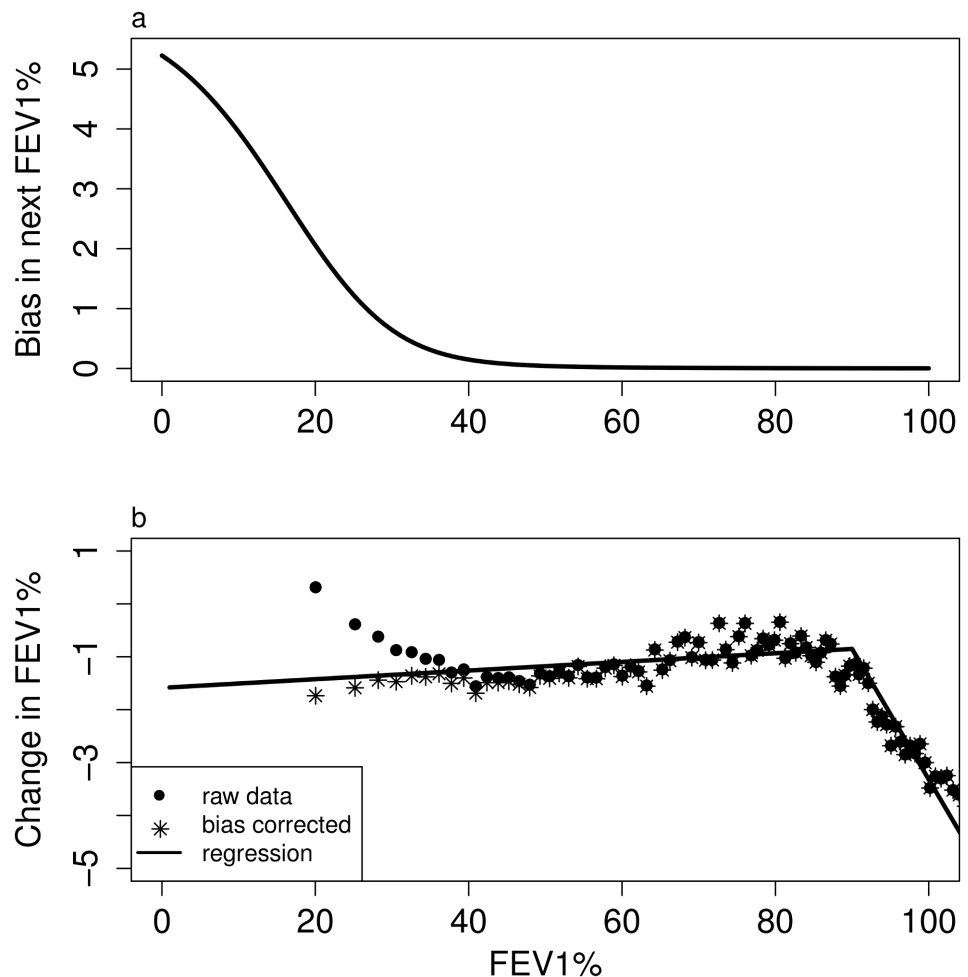 a
Bias in next FEV1%
5
4
3
2
1
0
0 20 40 60 80 100
b
Change in FEV1%
1
−1
−3
−5
raw data
bias corrected
regression
0 20 40 60 80 100
FEV1%